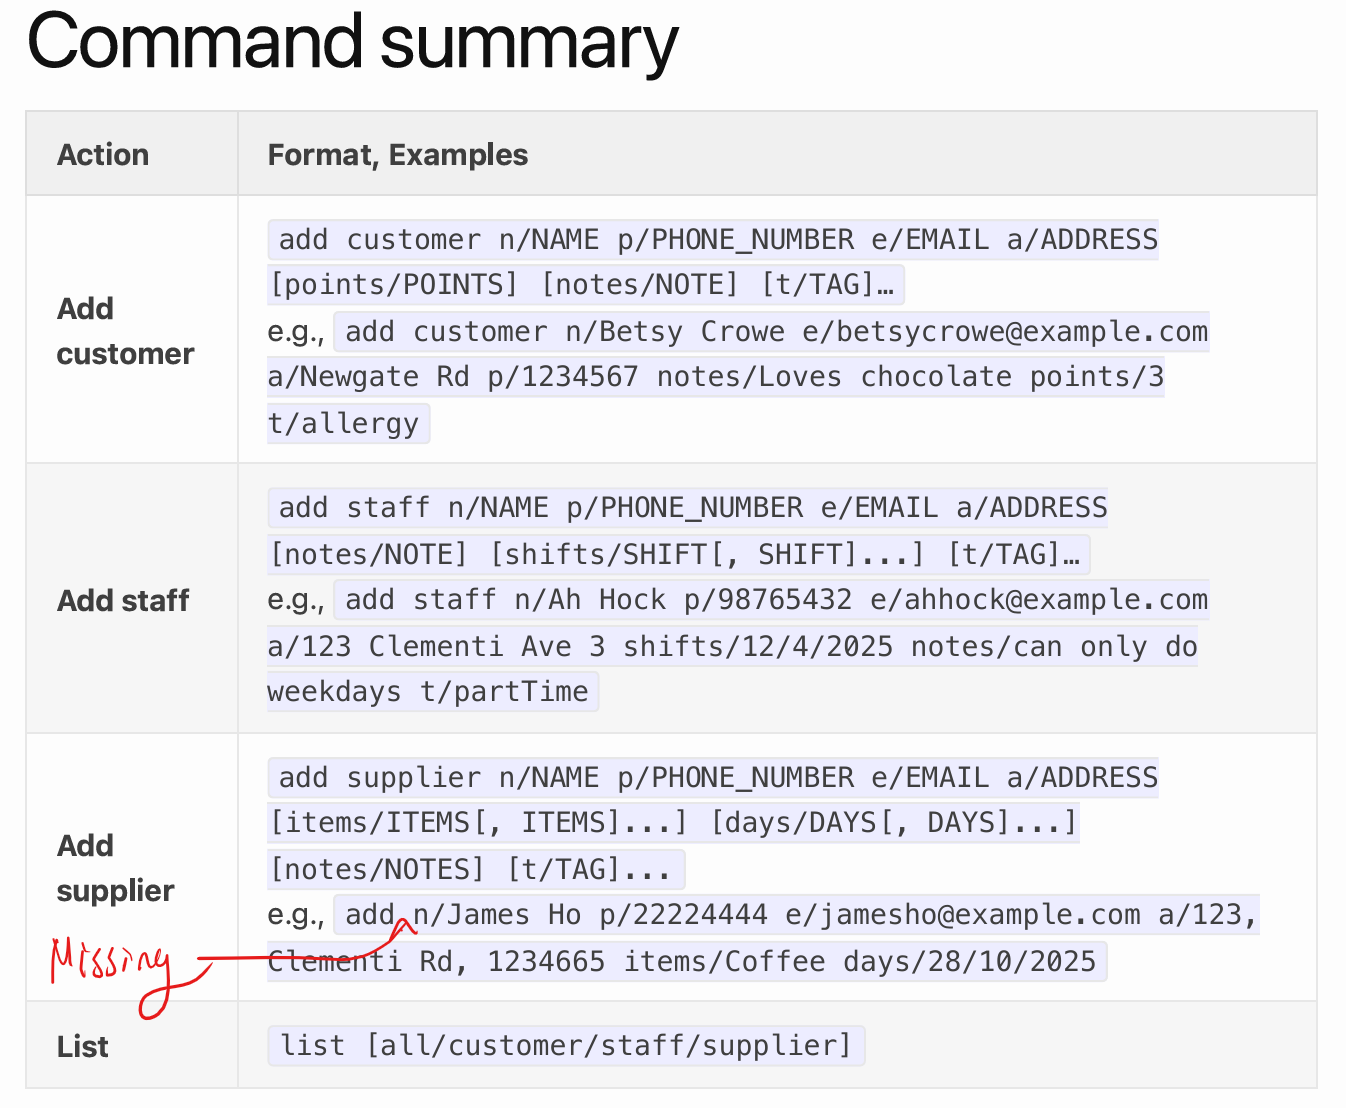 Command summary
Action
Format, Examples
Add
customer
add customer n/NAME p/PHONE_NUMBER e/EMAIL a/ADDRESS
[points/POINTS] [notes/NOTE] [t/TAG]…
e.g., add customer n/Betsy Crowe e/betsycrowe@example.com
a/Newgate Rd p/1234567 notes/Loves chocolate points/3
t/allergy
Add staff
add staff n/NAME p/PHONE_NUMBER e/EMAIL a/ADDRESS
[notes/NOTE] [shifts/SHIFT[, SHIFT]...] [t/TAG]…
e.g., add staff n/Ah Hock p/98765432 e/ahhock@example.com
a/123 Clementi Ave 3 shifts/12/4/2025 notes/can only do
weekdays t/partTime
Add
supplier
Missing
add supplier n/NAME p/PHONE_NUMBER e/EMAIL a/ADDRESS
[items/ITEMS[, ITEMS]...] [days/DAYS[, DAYS]...]
[notes/NOTES] [t/TAG]...
e.g., add n/James Ho p/22224444 e/jamesho@example.com a/123,
Clementi Rd, 1234665 items/Coffee days/28/10/2025
List
list [all/customer/staff/supplier]